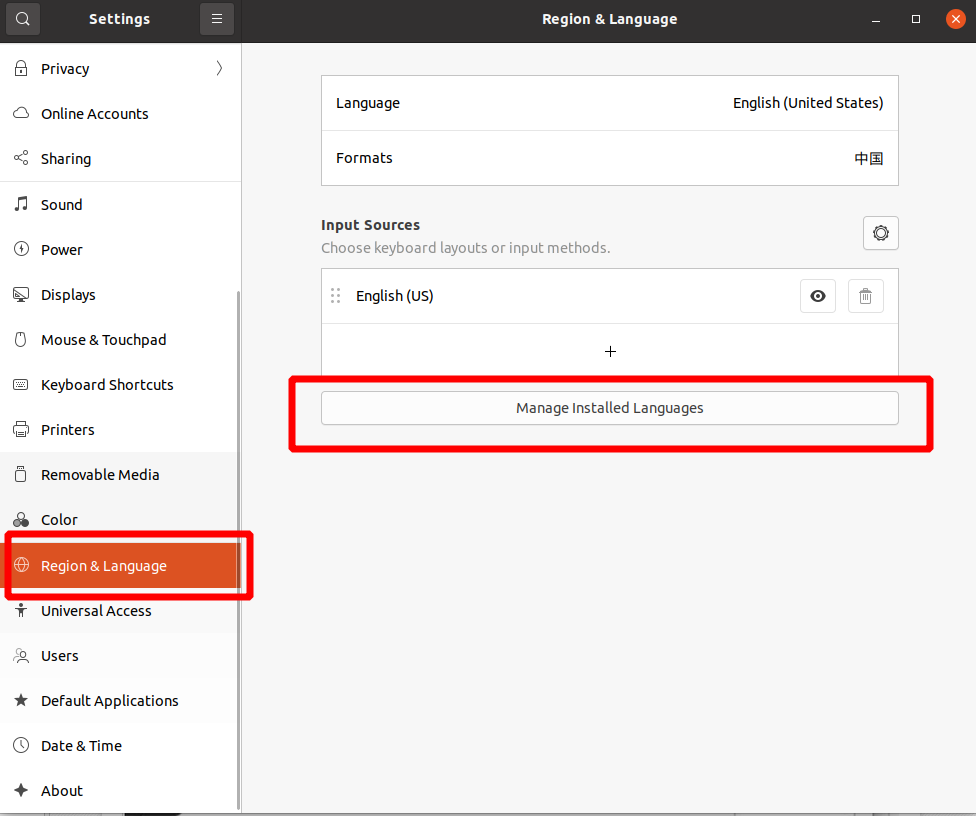 Settings
Region & Language
Privacy
Online Accounts
Sharing
Sound
Power
Displays
Mouse & Touchpad
Keyboard Shortcuts
Printers
Removable Media
Color
Region & Language
Universal Access
Users
Default Applications
Date & Time
About
Language English (United States)
Formats 中国
Input Sources
Choose keyboard layouts or input methods.
English (US)
Manage Installed Languages